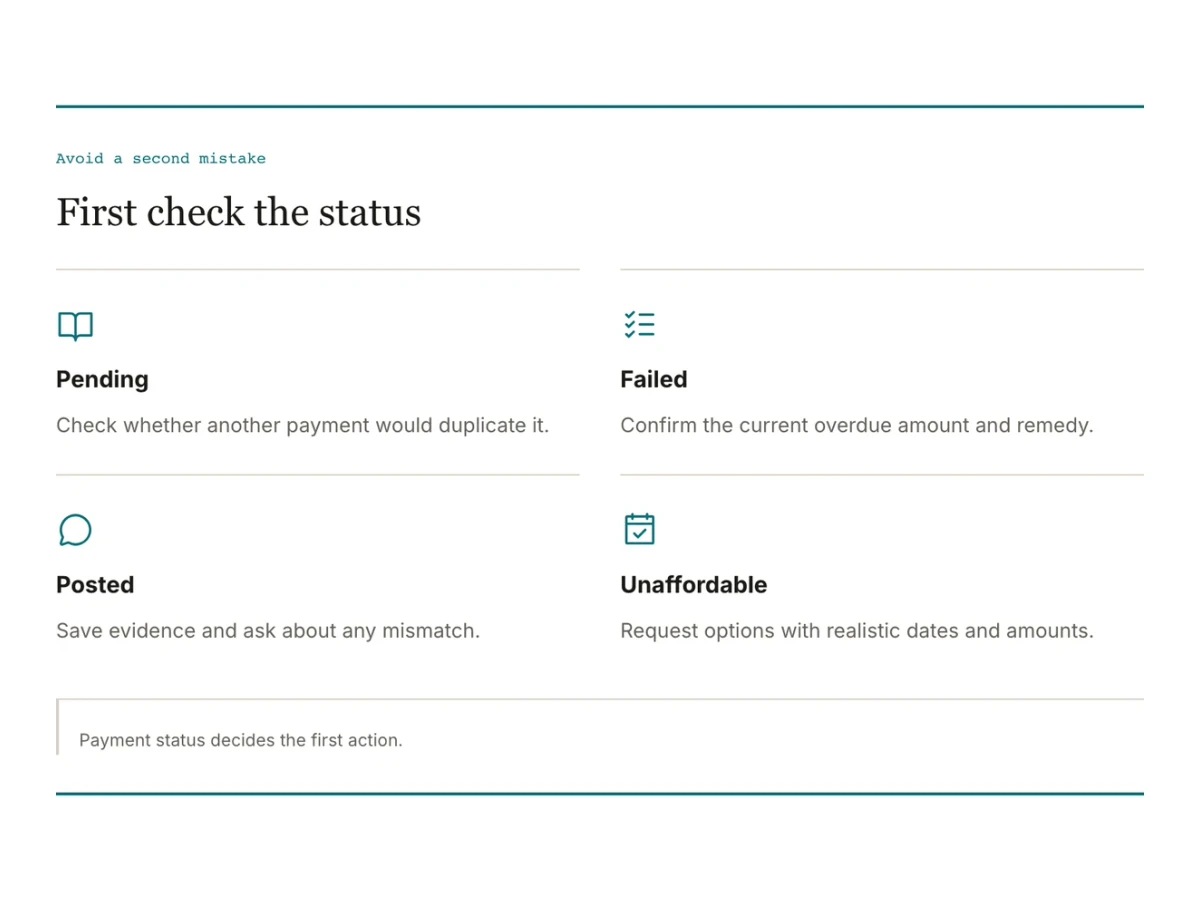 Avoid a second mistake
First check the status
Pending
Check whether another payment would duplicate it.
Failed
Confirm the current overdue amount and remedy.
Posted
Save evidence and ask about any mismatch.
Unaffordable
Request options with realistic dates and amounts.
Payment status decides the first action.